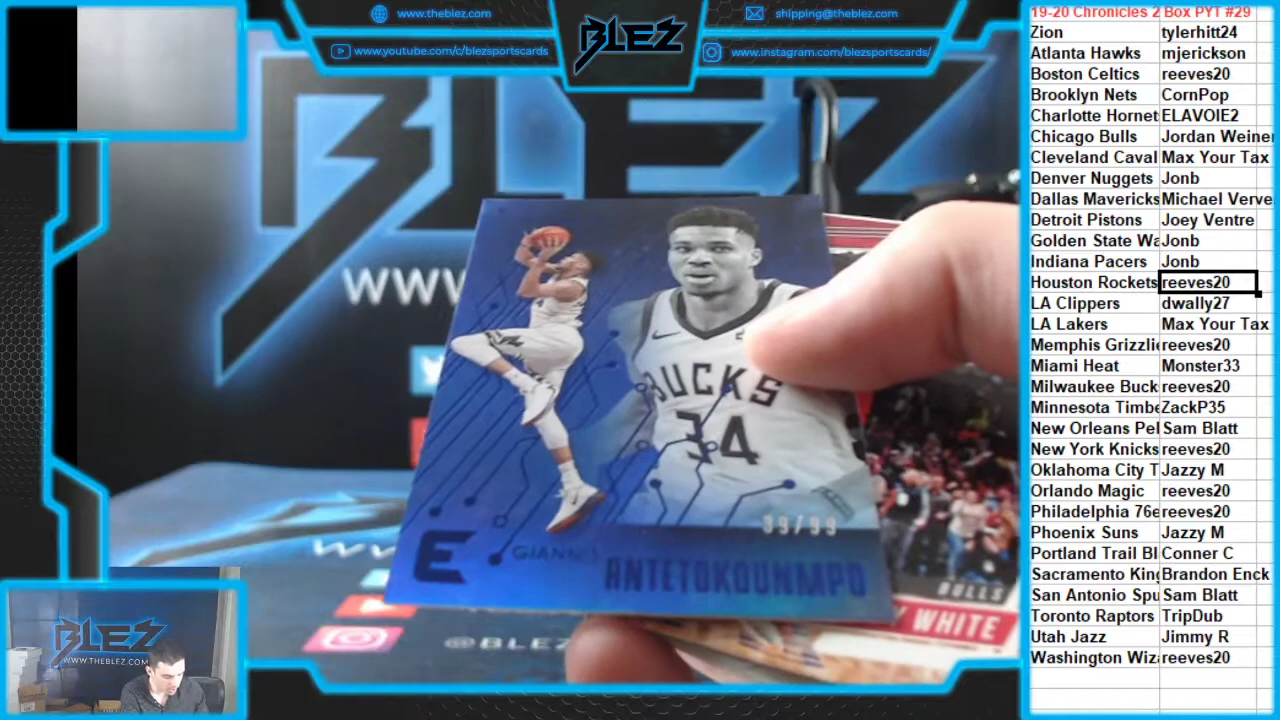 www.theblez.com
www.youtube.com/c/blezsportscards
BLEZ
shipping@theblez.com
www.instagram.com/blezsportscards/
BLEZ
WWW
BUCKS
34
39/99
E
GIANNIS
ANTETOKOUNMPO
BULLS
WHITE
@BLEZ
BLEZ
WWW.THEBLEZ.COM
19-20 Chronicles 2 Box PYT #29
Zion tylerhitt24
Atlanta Hawks mjerickson
Boston Celtics reeves20
Brooklyn Nets CornPop
Charlotte Hornet ELAVOIE2
Chicago Bulls Jordan Weiner
Cleveland Caval Max Your Tax
Denver Nuggets Jonb
Dallas Mavericks Michael Verve
Detroit Pistons Joey Ventre
Golden State Wa Jonb
Indiana Pacers Jonb
Houston Rockets reeves20
LA Clippers dwally27
LA Lakers Max Your Tax
Memphis Grizzlie reeves20
Miami Heat Monster33
Milwaukee Buck reeves20
Minnesota Timbe ZackP35
New Orleans Pel Sam Blatt
New York Knicks reeves20
Oklahoma City T Jazzy M
Orlando Magic reeves20
Philadelphia 76e reeves20
Phoenix Suns Jazzy M
Portland Trail Bl Conner C
Sacramento King Brandon Enck
San Antonio Spu Sam Blatt
Toronto Raptors TripDub
Utah Jazz Jimmy R
Washington Wiza reeves20